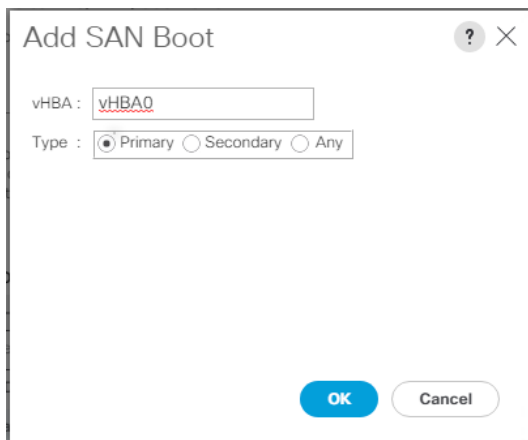 Add SAN Boot ?
vHBA : vHBA0
Type : Primary Secondary Any
OK Cancel